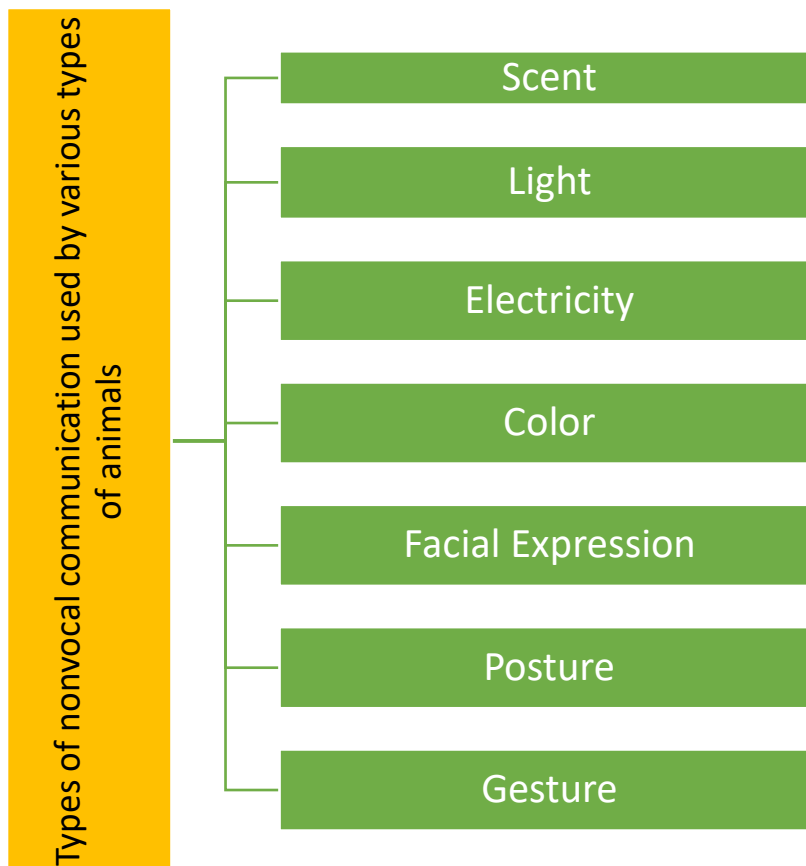 Types of nonvocal communication used by various types
of animals
Scent
Light
Electricity
Color
Facial Expression
Posture
Gesture